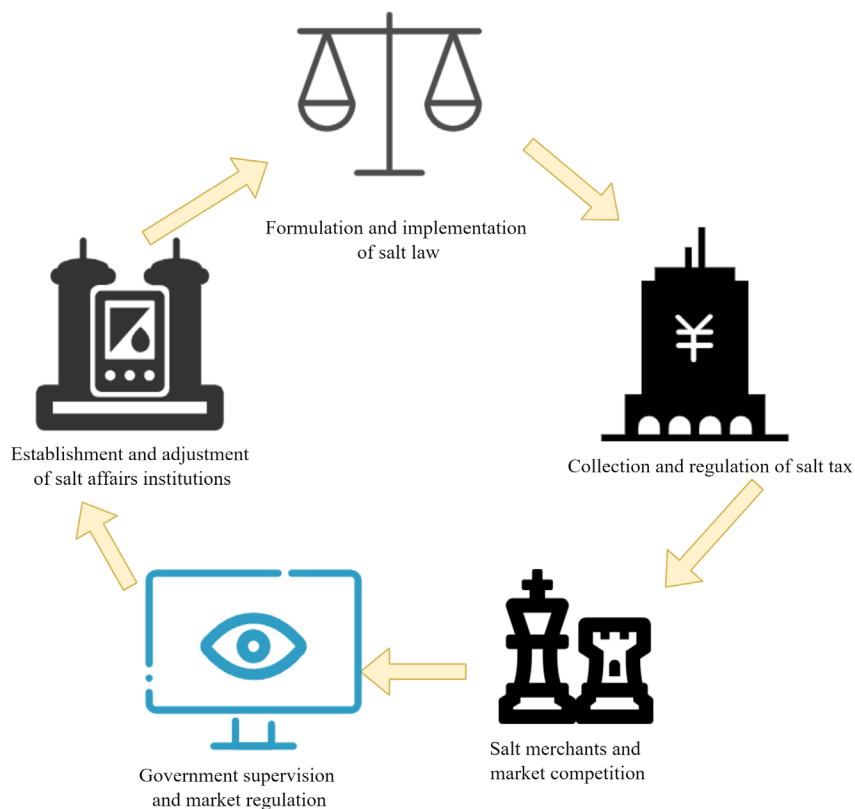 Formulation and implementation
of salt law
¥
Establishment and adjustment
of salt affairs institutions
Collection and regulation of salt tax
Salt merchants and
market competition
Government supervision
and market regulation